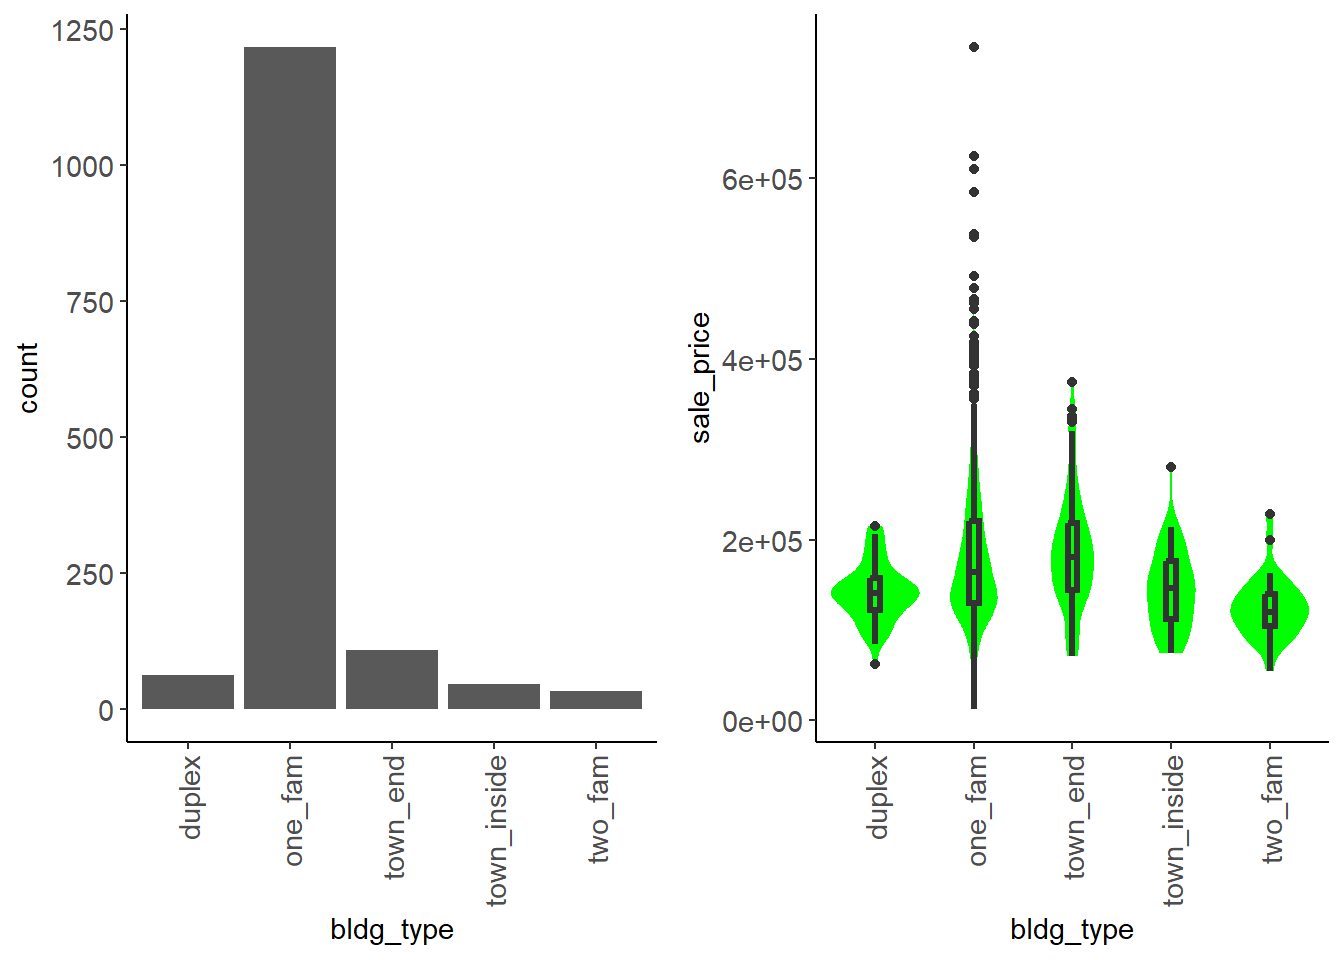 1250
1000
750
500
250
0
count
duplex
one_fam
town_end
town_inside
two_fam
bldg_type
6e+05
4e+05
2e+05
0e+00
sale_price
duplex
one_fam
town_end
town_inside
two_fam
bldg_type